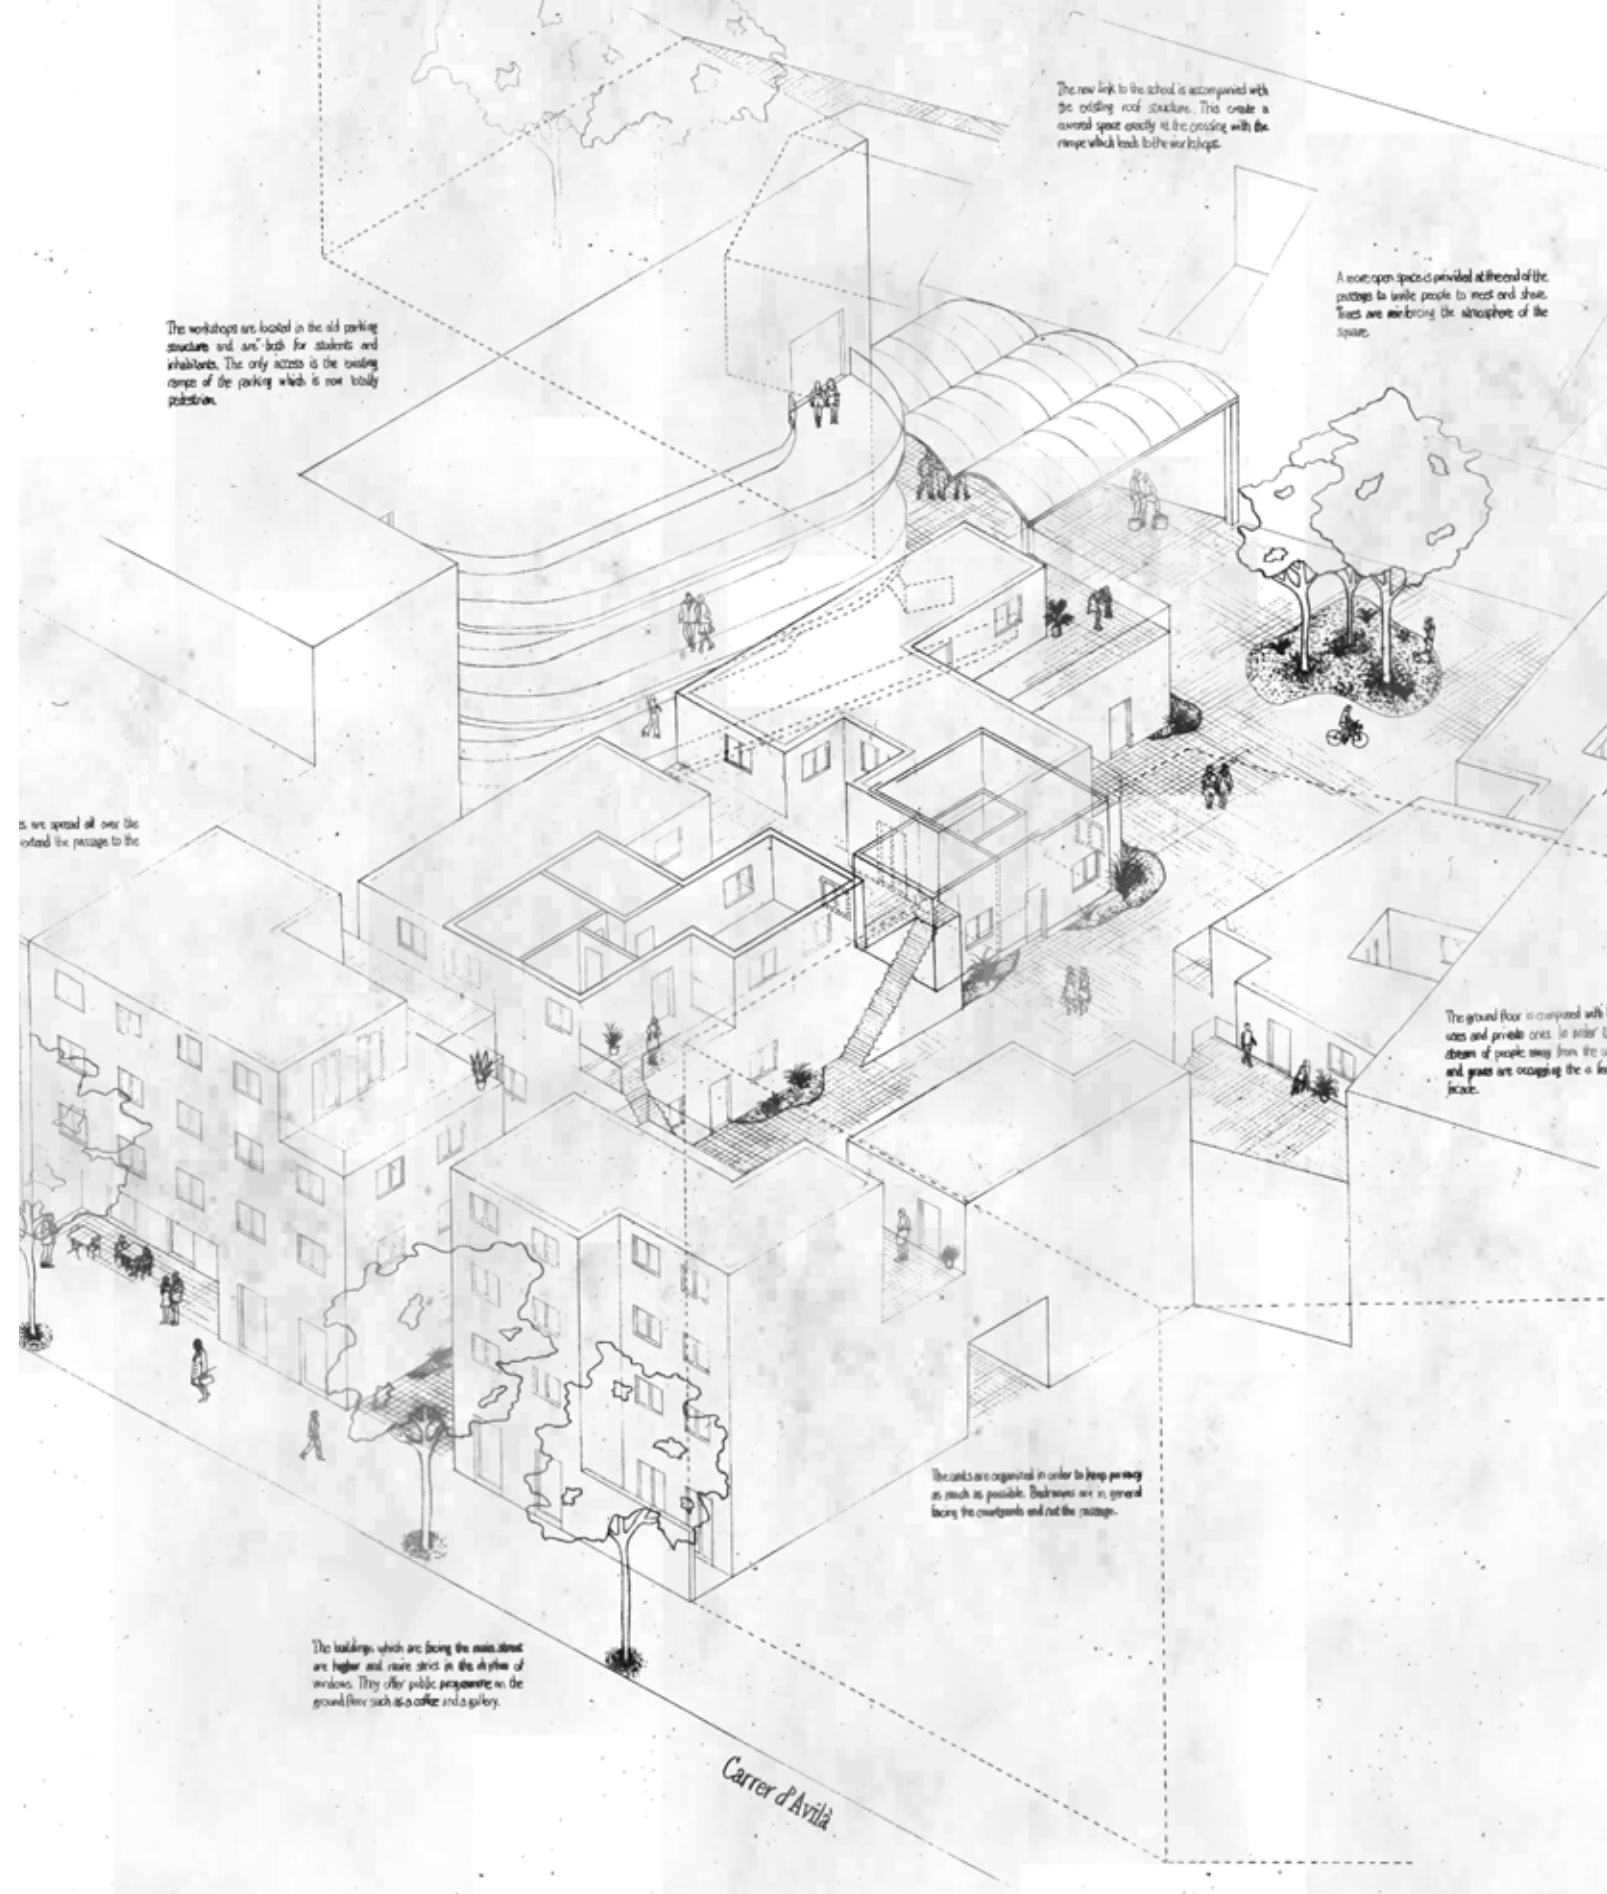 The new link to the school is accompanied with
the existing roof structure. This create a
covered space exactly at the crossing with the
rampe which leads to the workshops.
A more open space is provided at the end of the
passage to invite people to meet and share.
Trees are reinforcing the atmosphere of the
square.
The workshops are located in the old parking
structure and are both for students and
inhabitants. The only access is the existing
rampe of the parking which is now totally
pedestrian.
s are spread all over the
extend the passage to the
The ground floor is composed with
uses and private ones. In order
stream of people away from the
and grass are occupying the a
facade.
The units are organized in order to keep privacy
as much as possible. Bedrooms are in general
facing the courtyards and not the passage.
The buildings which are facing the main street
are higher and more strict in the rhythm of
windows. They offer public programme on the
ground floor such as a coffee and a gallery.
Carrer d'Avilà